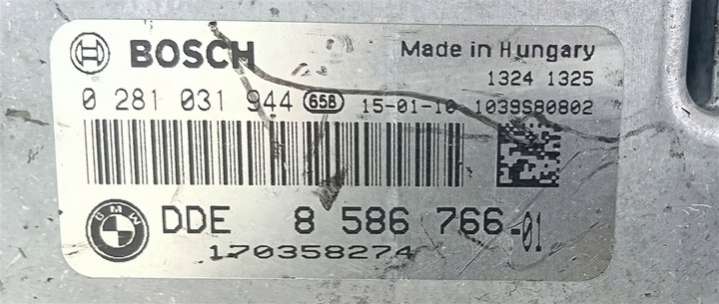 BOSCH Made in Hungary
1324 1325
0 281 031 944 658 15-01-10 1039S80802
BMW DDE 8 586 766-01
170358274